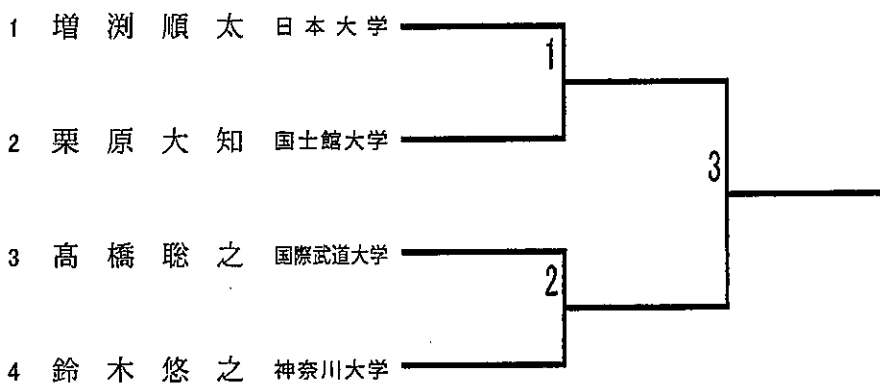 1 増渕順太 日本大学
1
2 栗原大知 国士館大学
3
3 髙橋聡之 国際武道大学
2
4 鈴木悠之 神奈川大学